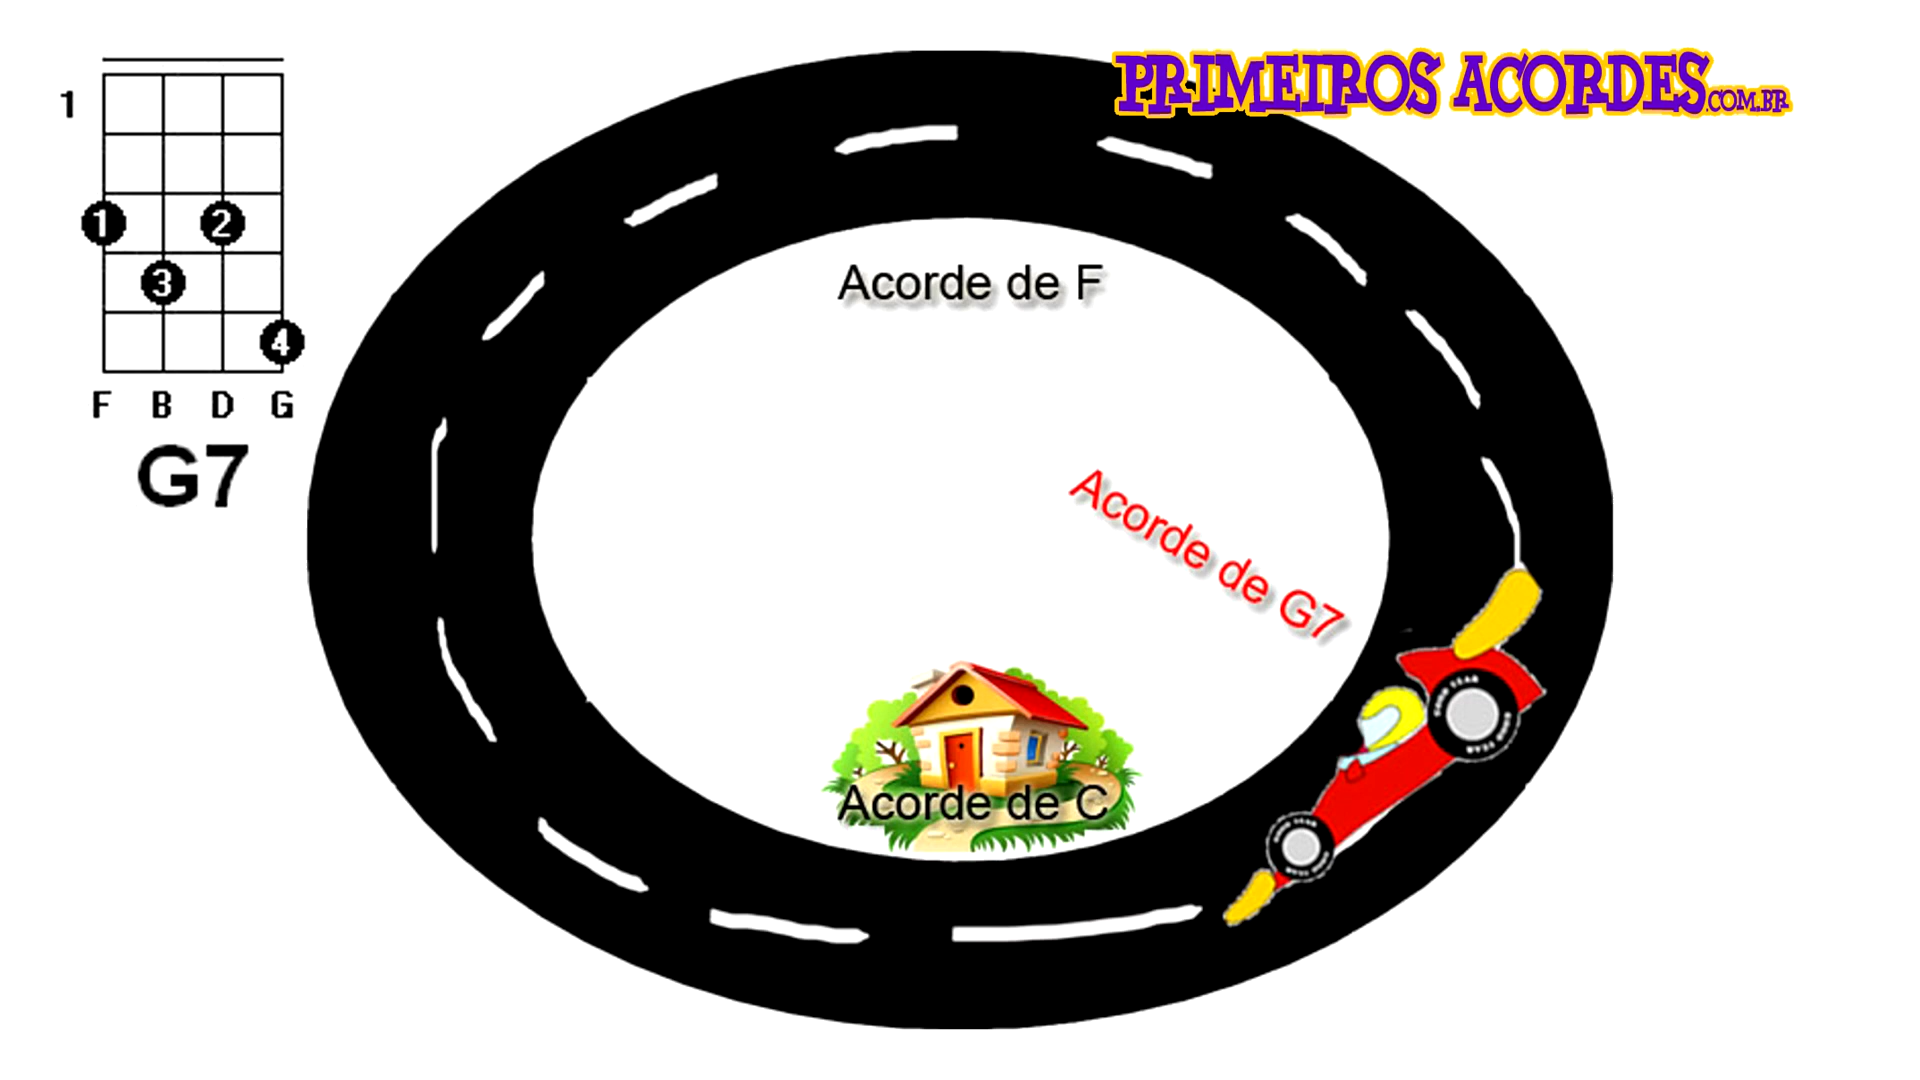 PRIMEIROS ACORDES.COM.BR
1
1 2
3
4
F B D G
G7
Acorde de F
Acorde de G7
Acorde de C